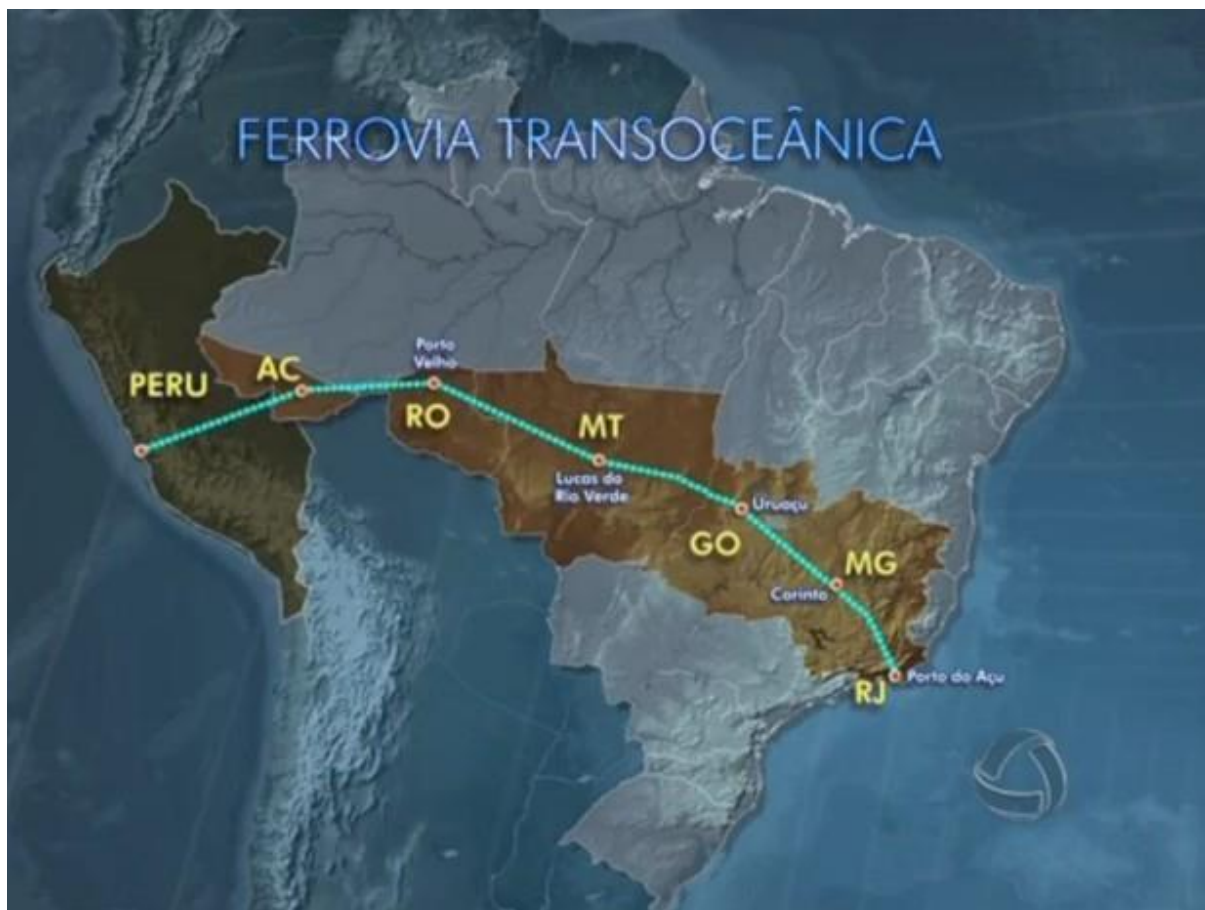 FERROVIA TRANSOCEÂNICA
Porto
Velho
PERU
AC
RO
MT
Lucas do
Rio Verde
Uruaçu
GO
MG
Corinto
RJ
Porto do Açu